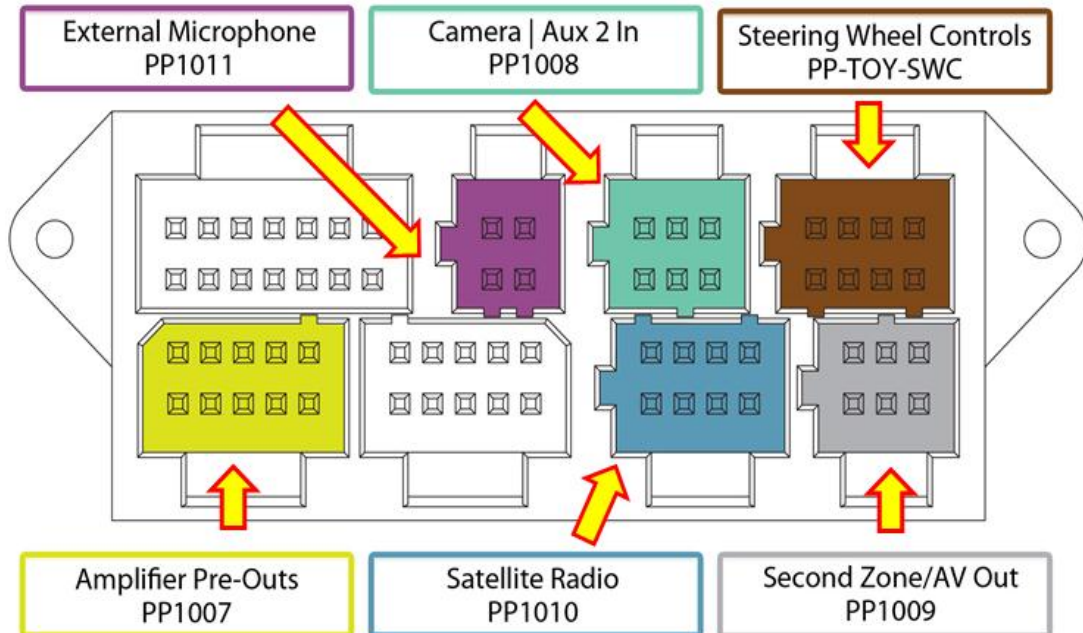 External Microphone
PP1011
Camera | Aux 2 In
PP1008
Steering Wheel Controls
PP-TOY-SWC
Amplifier Pre-Outs
PP1007
Satellite Radio
PP1010
Second Zone/AV Out
PP1009